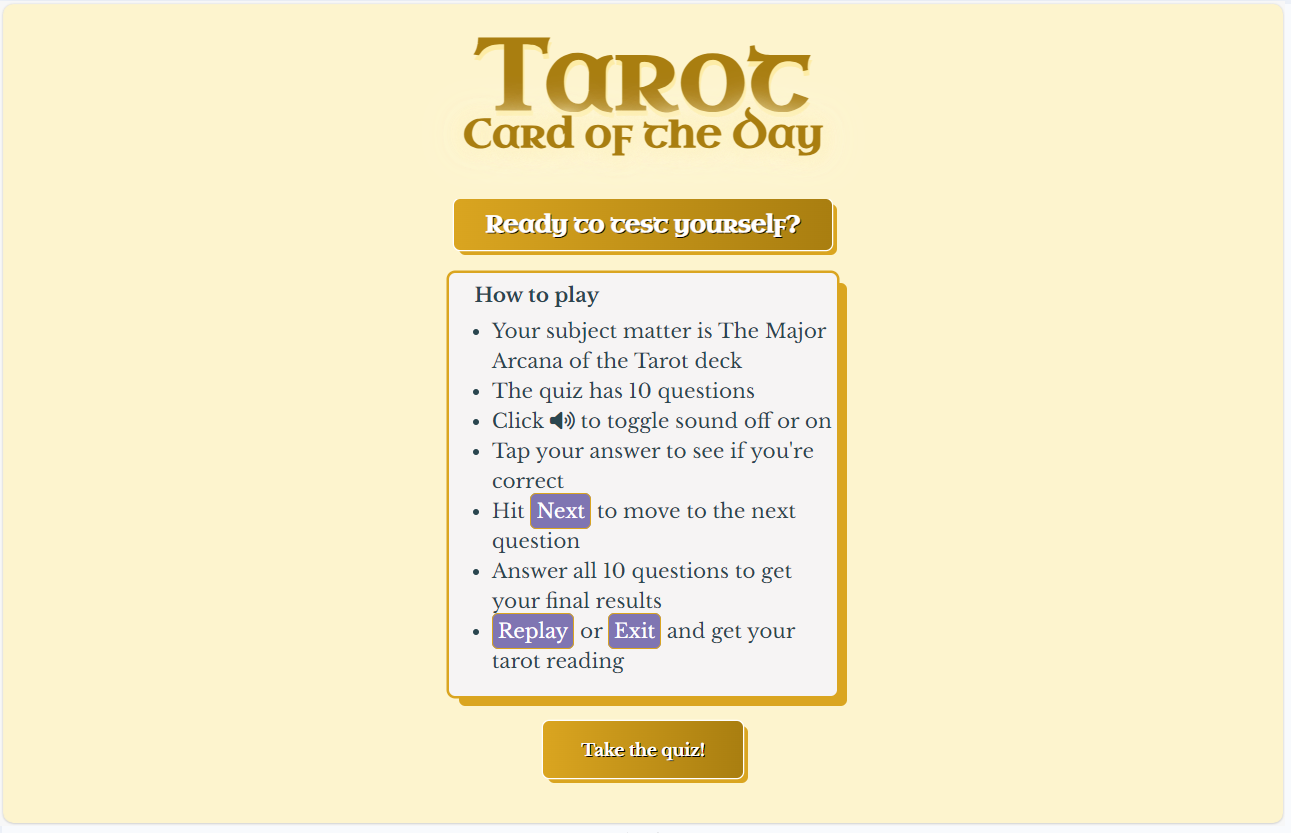 Tarot
Card of the Day
Ready to test yourself?
How to play
• Your subject matter is The Major
Arcana of the Tarot deck
• The quiz has 10 questions
• Click to toggle sound off or on
• Tap your answer to see if you're
correct
• Hit Next to move to the next
question
• Answer all 10 questions to get
your final results
• Replay or Exit and get your
tarot reading
Take the quiz!